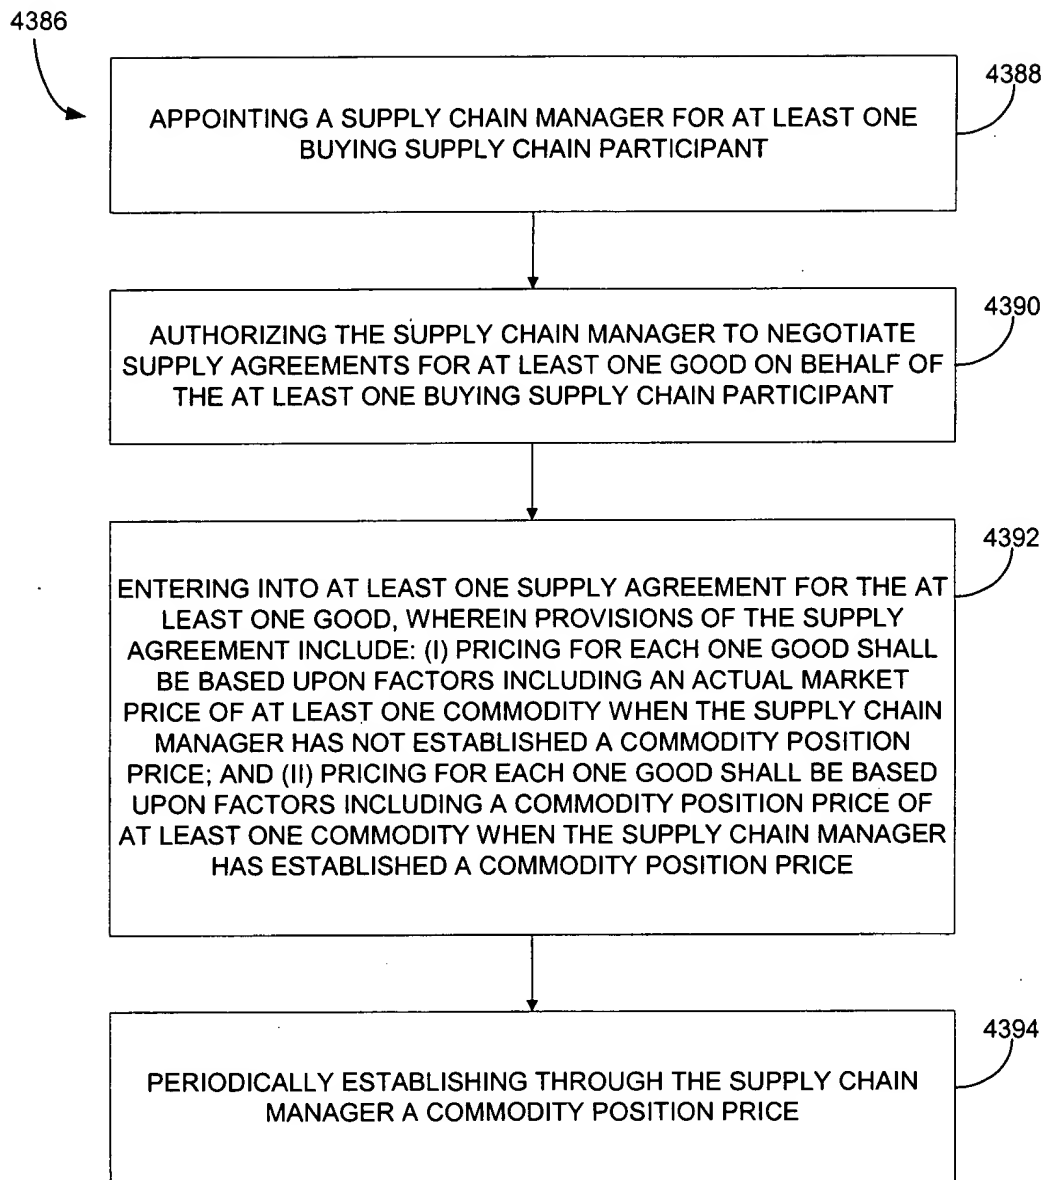 4386
4388
APPOINTING A SUPPLY CHAIN MANAGER FOR AT LEAST ONE
BUYING SUPPLY CHAIN PARTICIPANT
4390
AUTHORIZING THE SUPPLY CHAIN MANAGER TO NEGOTIATE
SUPPLY AGREEMENTS FOR AT LEAST ONE GOOD ON BEHALF OF
THE AT LEAST ONE BUYING SUPPLY CHAIN PARTICIPANT
4392
ENTERING INTO AT LEAST ONE SUPPLY AGREEMENT FOR THE AT
LEAST ONE GOOD, WHEREIN PROVISIONS OF THE SUPPLY
AGREEMENT INCLUDE: (I) PRICING FOR EACH ONE GOOD SHALL
BE BASED UPON FACTORS INCLUDING AN ACTUAL MARKET
PRICE OF AT LEAST ONE COMMODITY WHEN THE SUPPLY CHAIN
MANAGER HAS NOT ESTABLISHED A COMMODITY POSITION
PRICE; AND (II) PRICING FOR EACH ONE GOOD SHALL BE BASED
UPON FACTORS INCLUDING A COMMODITY POSITION PRICE OF
AT LEAST ONE COMMODITY WHEN THE SUPPLY CHAIN MANAGER
HAS ESTABLISHED A COMMODITY POSITION PRICE
4394
PERIODICALLY ESTABLISHING THROUGH THE SUPPLY CHAIN
MANAGER A COMMODITY POSITION PRICE